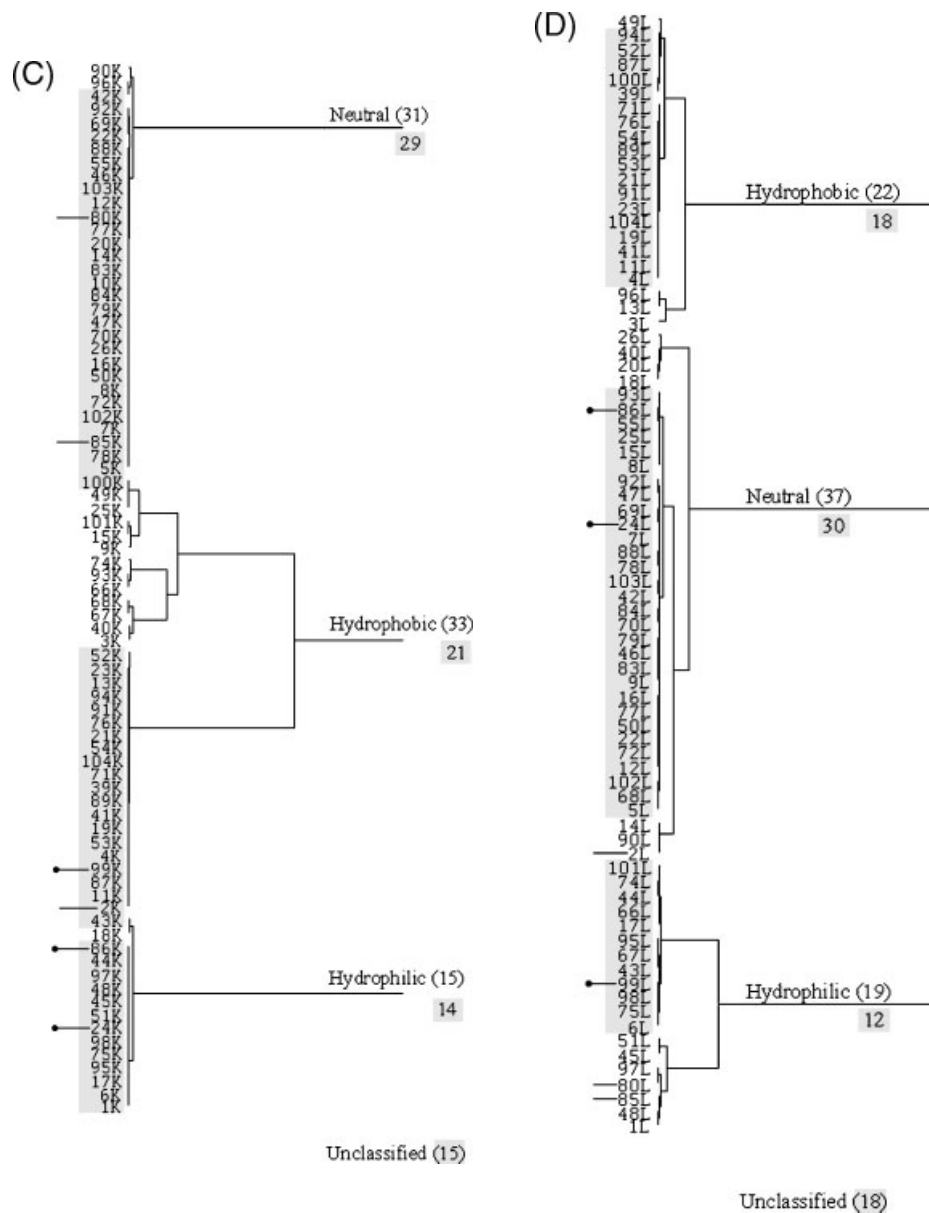 (C)
90K
96K
42K
92K
69K
22K
88K
55K
46K
103K
12K
80K
77K
20K
14K
83K
10K
84K
79K
47K
70K
26K
16K
50K
8K
72K
102K
7K
85K
78K
5K
Neutral (31)
29
100K
49K
25K
101K
15K
9K
74K
93K
66K
68K
67K
40K
3K
52K
23K
13K
94K
91K
76K
21K
54K
104K
71K
39K
89K
41K
19K
53K
4K
99K
87K
11K
2K
Hydrophobic (33)
21
43K
18K
86K
44K
97K
48K
45K
51K
24K
98K
75K
95K
17K
6K
1K
Hydrophilic (15)
14
Unclassified (15)
(D)
49L
94L
52L
87L
100L
39L
71L
76L
54L
89L
53L
21L
91L
23L
104L
19L
41L
11L
4L
96L
13L
3L
Hydrophobic (22)
18
26L
40L
20L
18L
93L
86L
55L
25L
15L
8L
92L
47L
69L
24L
7L
88L
78L
103L
42L
84L
70L
79L
46L
83L
9L
16L
77L
50L
22L
72L
12L
102L
68L
5L
14L
90L
2L
Neutral (37)
30
101L
74L
44L
66L
17L
95L
67L
43L
99L
98L
75L
6L
51L
45L
97L
80L
85L
48L
1L
Hydrophilic (19)
12
Unclassified (18)